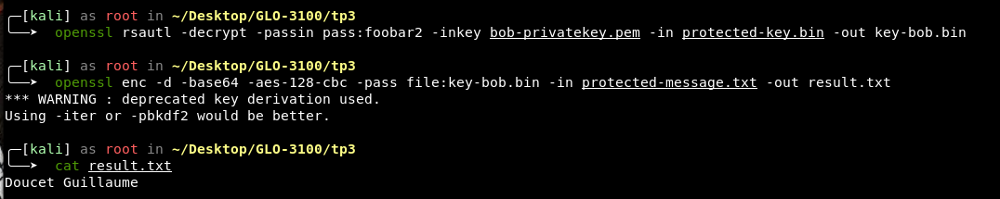 ┌─[kali] as root in ~/Desktop/GLO-3100/tp3
└──➤ openssl rsautl -decrypt -passin pass:foobar2 -inkey bob-privatekey.pem -in protected-key.bin -out key-bob.bin
┌─[kali] as root in ~/Desktop/GLO-3100/tp3
└──➤ openssl enc -d -base64 -aes-128-cbc -pass file:key-bob.bin -in protected-message.txt -out result.txt
*** WARNING : deprecated key derivation used.
Using -iter or -pbkdf2 would be better.
┌─[kali] as root in ~/Desktop/GLO-3100/tp3
└──➤ cat result.txt
Doucet Guillaume